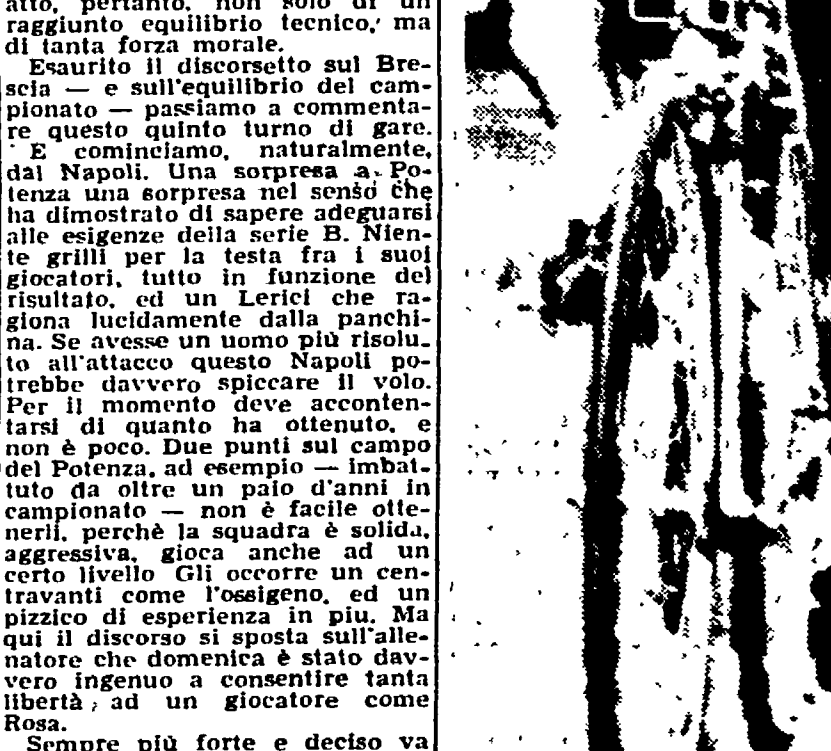 atto, pertanto, non solo di un
raggiunto equilibrio tecnico, ma
di tanta forza morale.
Esaurito il discorsetto sul Bre-
scia — e sull'equilibrio del cam-
pionato — passiamo a commenta-
re questo quinto turno di gare.
E cominciamo, naturalmente,
dal Napoli. Una sorpresa a Po-
tenza una sorpresa nel senso che
ha dimostrato di sapere adeguarsi
alle esigenze della serie B. Nien-
te grilli per la testa fra i suoi
giocatori, tutto in funzione del
risultato, ed un Lerici che ra-
giona lucidamente dalla panchi-
na. Se avesse un uomo più risolu-
to all'attacco questo Napoli po-
trebbe davvero spiccare il volo.
Per il momento deve acconten-
tarsi di quanto ha ottenuto, e
non è poco. Due punti sul campo
del Potenza, ad esempio — imbat-
tuto da oltre un paio d'anni in
campionato — non è facile otte-
nerli, perchè la squadra è solida,
aggressiva, gioca anche ad un
certo livello Gli occorre un cen-
travanti come l'ossigeno, ed un
pizzico di esperienza in piu. Ma
qui il discorso si sposta sull'alle-
natore che domenica è stato dav-
vero ingenuo a consentire tanta
libertà, ad un giocatore come
Rosa.
Sempre più forte e deciso va